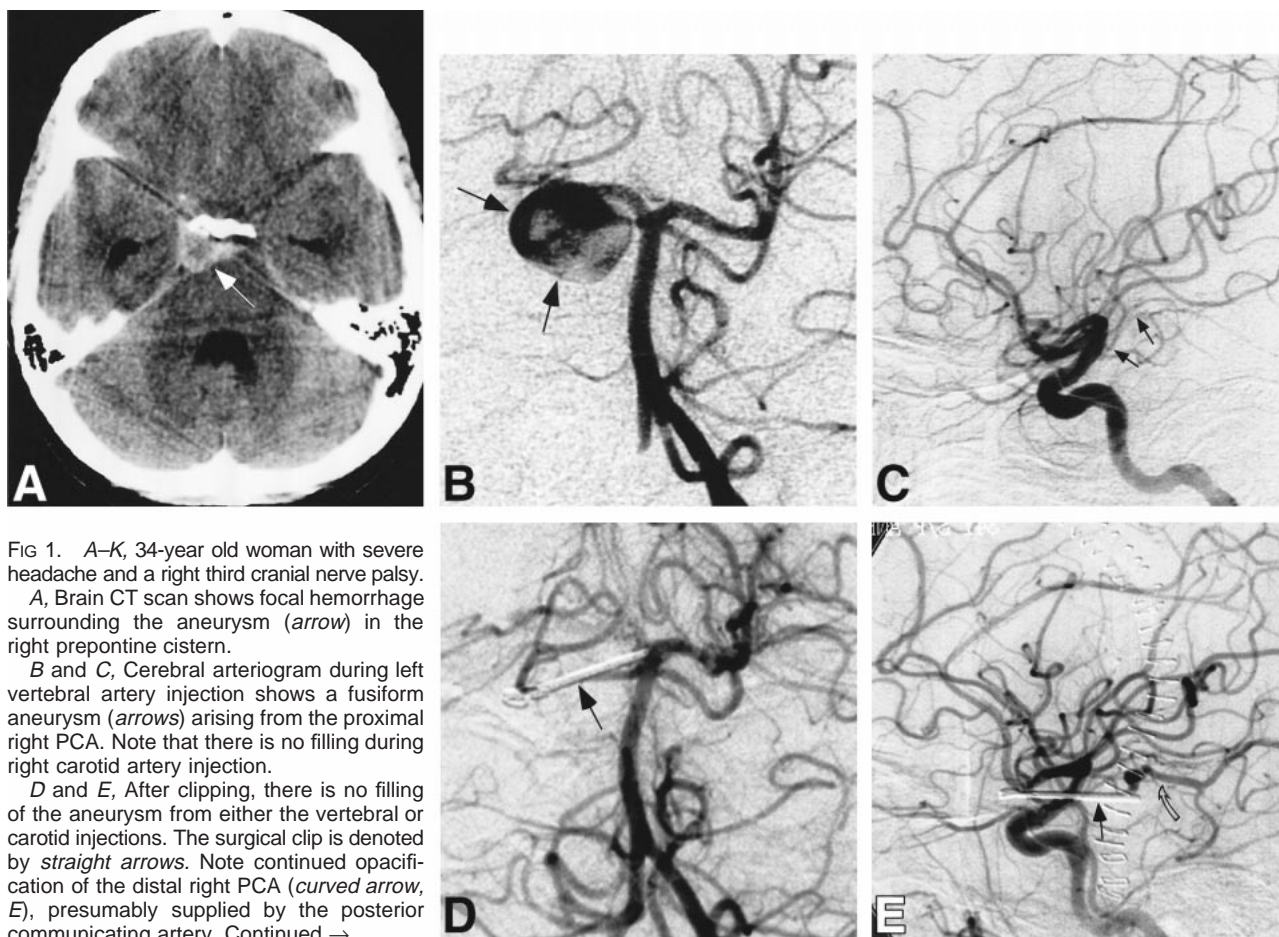 A
B
C
FIG 1. A–K, 34-year old woman with severe
headache and a right third cranial nerve palsy.
A, Brain CT scan shows focal hemorrhage
surrounding the aneurysm (arrow) in the
right prepontine cistern.
B and C, Cerebral arteriogram during left
vertebral artery injection shows a fusiform
aneurysm (arrows) arising from the proximal
right PCA. Note that there is no filling during
right carotid artery injection.
D and E, After clipping, there is no filling
of the aneurysm from either the vertebral or
carotid injections. The surgical clip is denoted
by straight arrows. Note continued opacifi-
cation of the distal right PCA (curved arrow,
E), presumably supplied by the posterior
communicating artery. Continued →
D
E